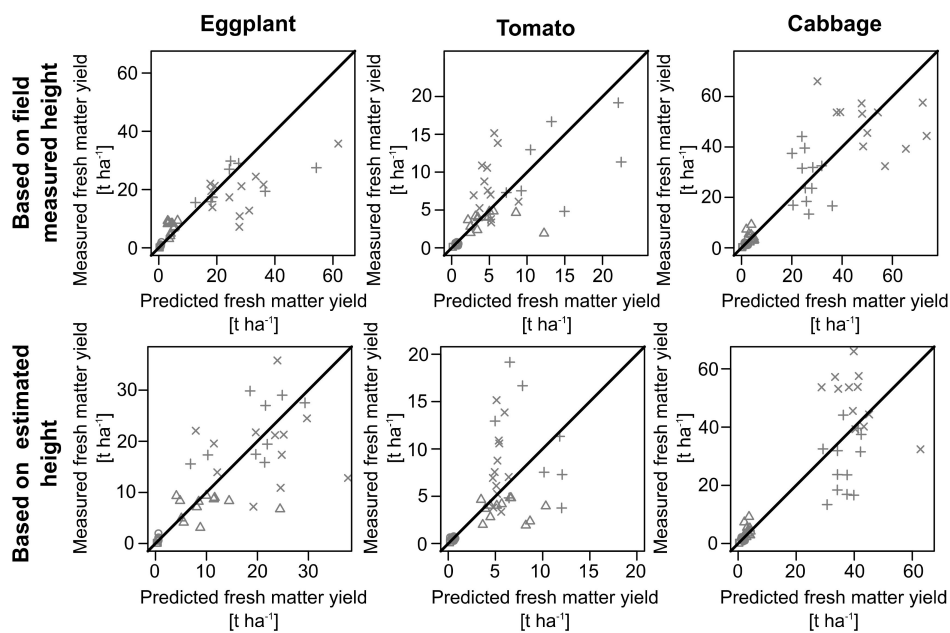 Eggplant
Tomato
Cabbage
Based on field
measured height
Measured fresh matter yield
[t ha-1]
60
40
20
0
0 20 40 60
Predicted fresh matter yield
[t ha-1]
Measured fresh matter yield
[t ha-1]
20
15
10
5
0
0 5 10 15 20
Predicted fresh matter yield
[t ha-1]
Measured fresh matter yield
[t ha-1]
60
40
20
0
0 20 40 60
Predicted fresh matter yield
[t ha-1]
Based on estimated
height
Measured fresh matter yield
[t ha-1]
30
20
10
0
0 10 20 30
Predicted fresh matter yield
[t ha-1]
Measured fresh matter yield
[t ha-1]
20
15
10
5
0
0 5 10 15 20
Predicted fresh matter yield
[t ha-1]
Measured fresh matter yield
[t ha-1]
60
40
20
0
0 20 40 60
Predicted fresh matter yield
[t ha-1]